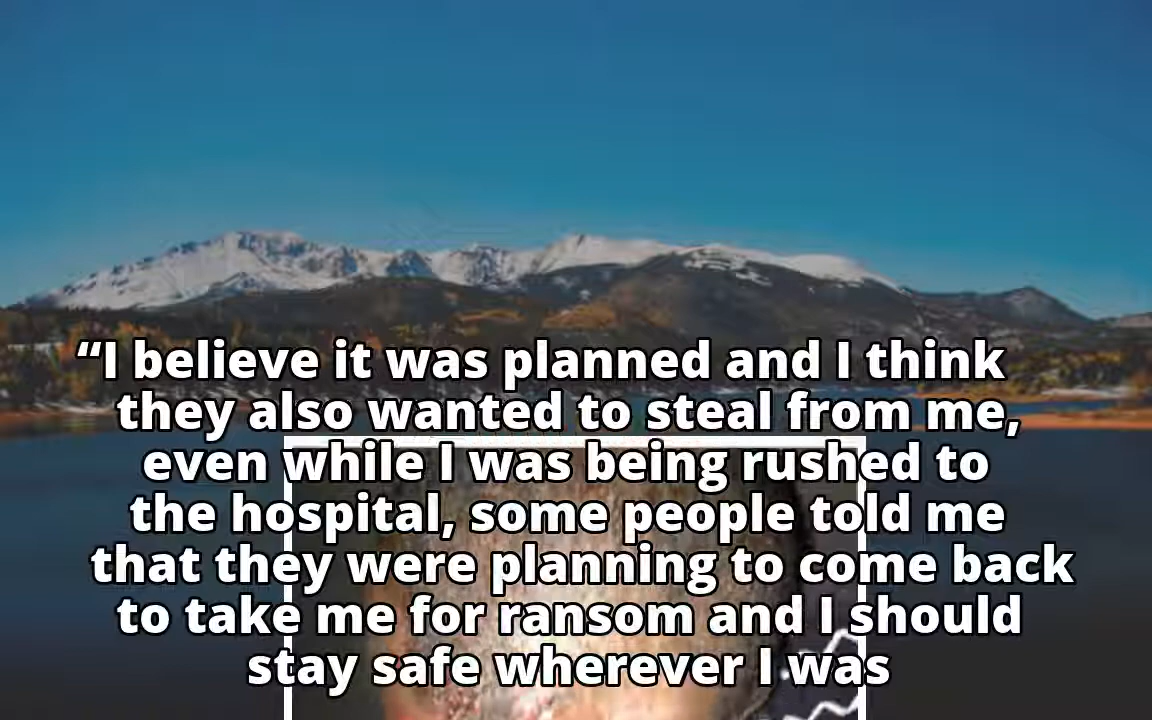 “I believe it was planned and I think
they also wanted to steal from me,
even while I was being rushed to
the hospital, some people told me
that they were planning to come back
to take me for ransom and I should
stay safe wherever I was